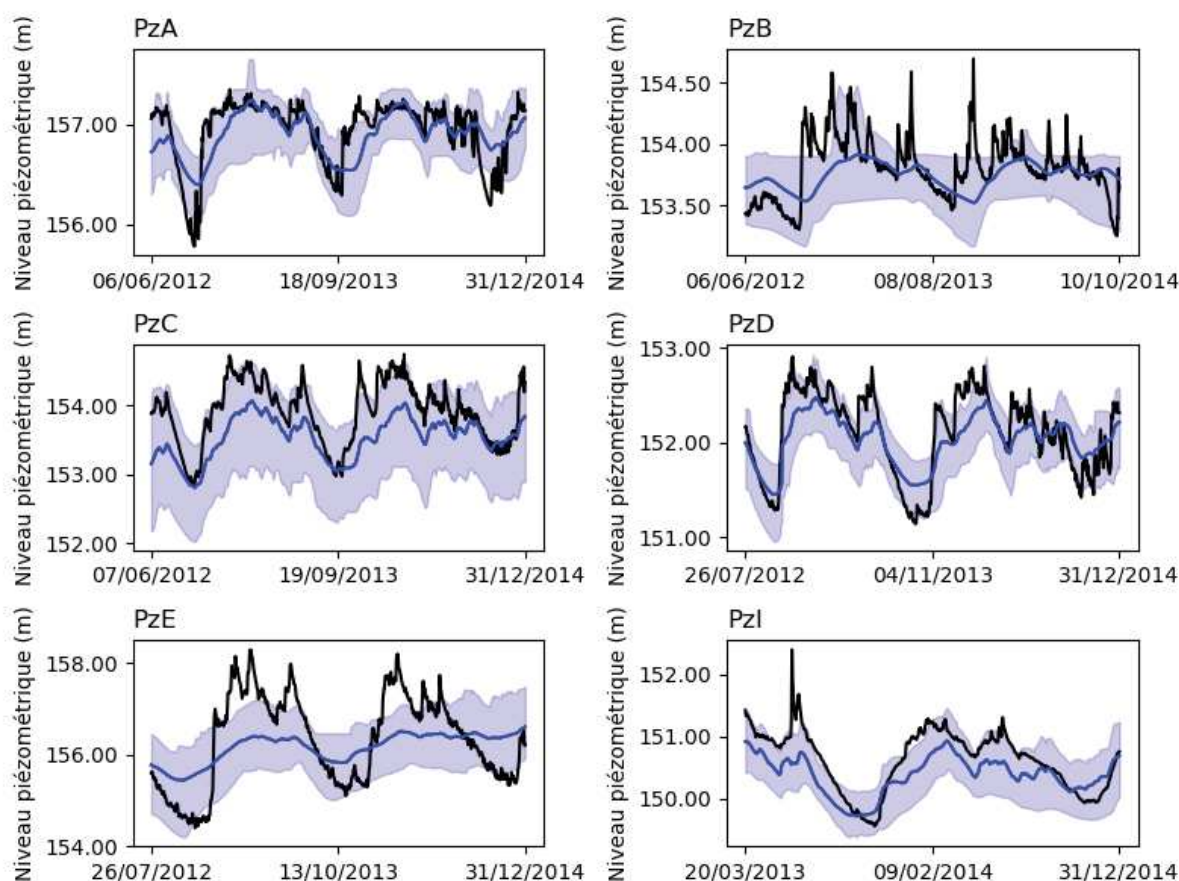 PzA
Niveau piézométrique (m)
157.00
156.00
06/06/2012 18/09/2013 31/12/2014
PzB
Niveau piézométrique (m)
154.50
154.00
153.50
06/06/2012 08/08/2013 10/10/2014
PzC
Niveau piézométrique (m)
154.00
153.00
152.00
07/06/2012 19/09/2013 31/12/2014
PzD
Niveau piézométrique (m)
153.00
152.00
151.00
26/07/2012 04/11/2013 31/12/2014
PzE
Niveau piézométrique (m)
158.00
156.00
154.00
26/07/2012 13/10/2013 31/12/2014
PzI
Niveau piézométrique (m)
152.00
151.00
150.00
20/03/2013 09/02/2014 31/12/2014